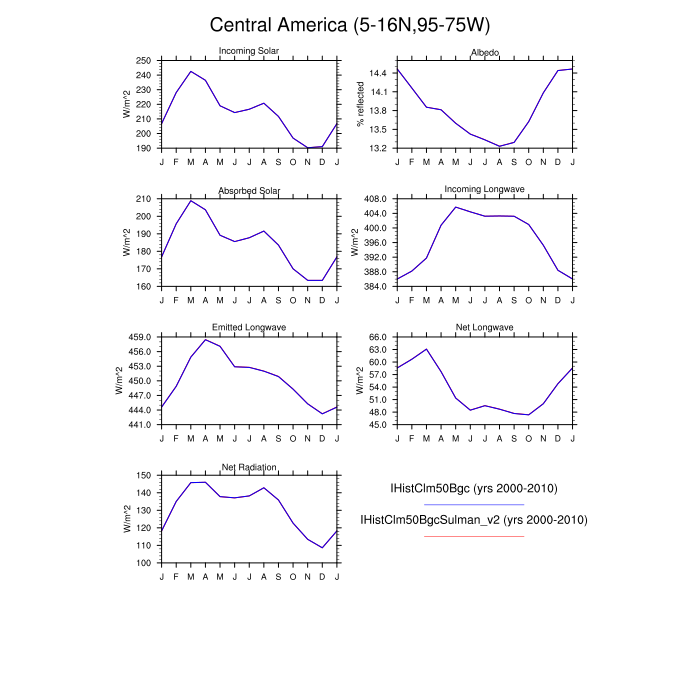 Central America (5-16N,95-75W)
Incoming Solar
W/m^2
250
240
230
220
210
200
190
J F M A M J J A S O N D J
Albedo
% reflected
14.4
14.1
13.8
13.5
13.2
J F M A M J J A S O N D J
Absorbed Solar
W/m^2
210
200
190
180
170
160
J F M A M J J A S O N D J
Incoming Longwave
W/m^2
408.0
404.0
400.0
396.0
392.0
388.0
384.0
J F M A M J J A S O N D J
Emitted Longwave
W/m^2
459.0
456.0
453.0
450.0
447.0
444.0
441.0
J F M A M J J A S O N D J
Net Longwave
W/m^2
66.0
63.0
60.0
57.0
54.0
51.0
48.0
45.0
J F M A M J J A S O N D J
Net Radiation
W/m^2
150
140
130
120
110
100
J F M A M J J A S O N D J
IHistClm50Bgc (yrs 2000-2010)
IHistClm50BgcSulman_v2 (yrs 2000-2010)